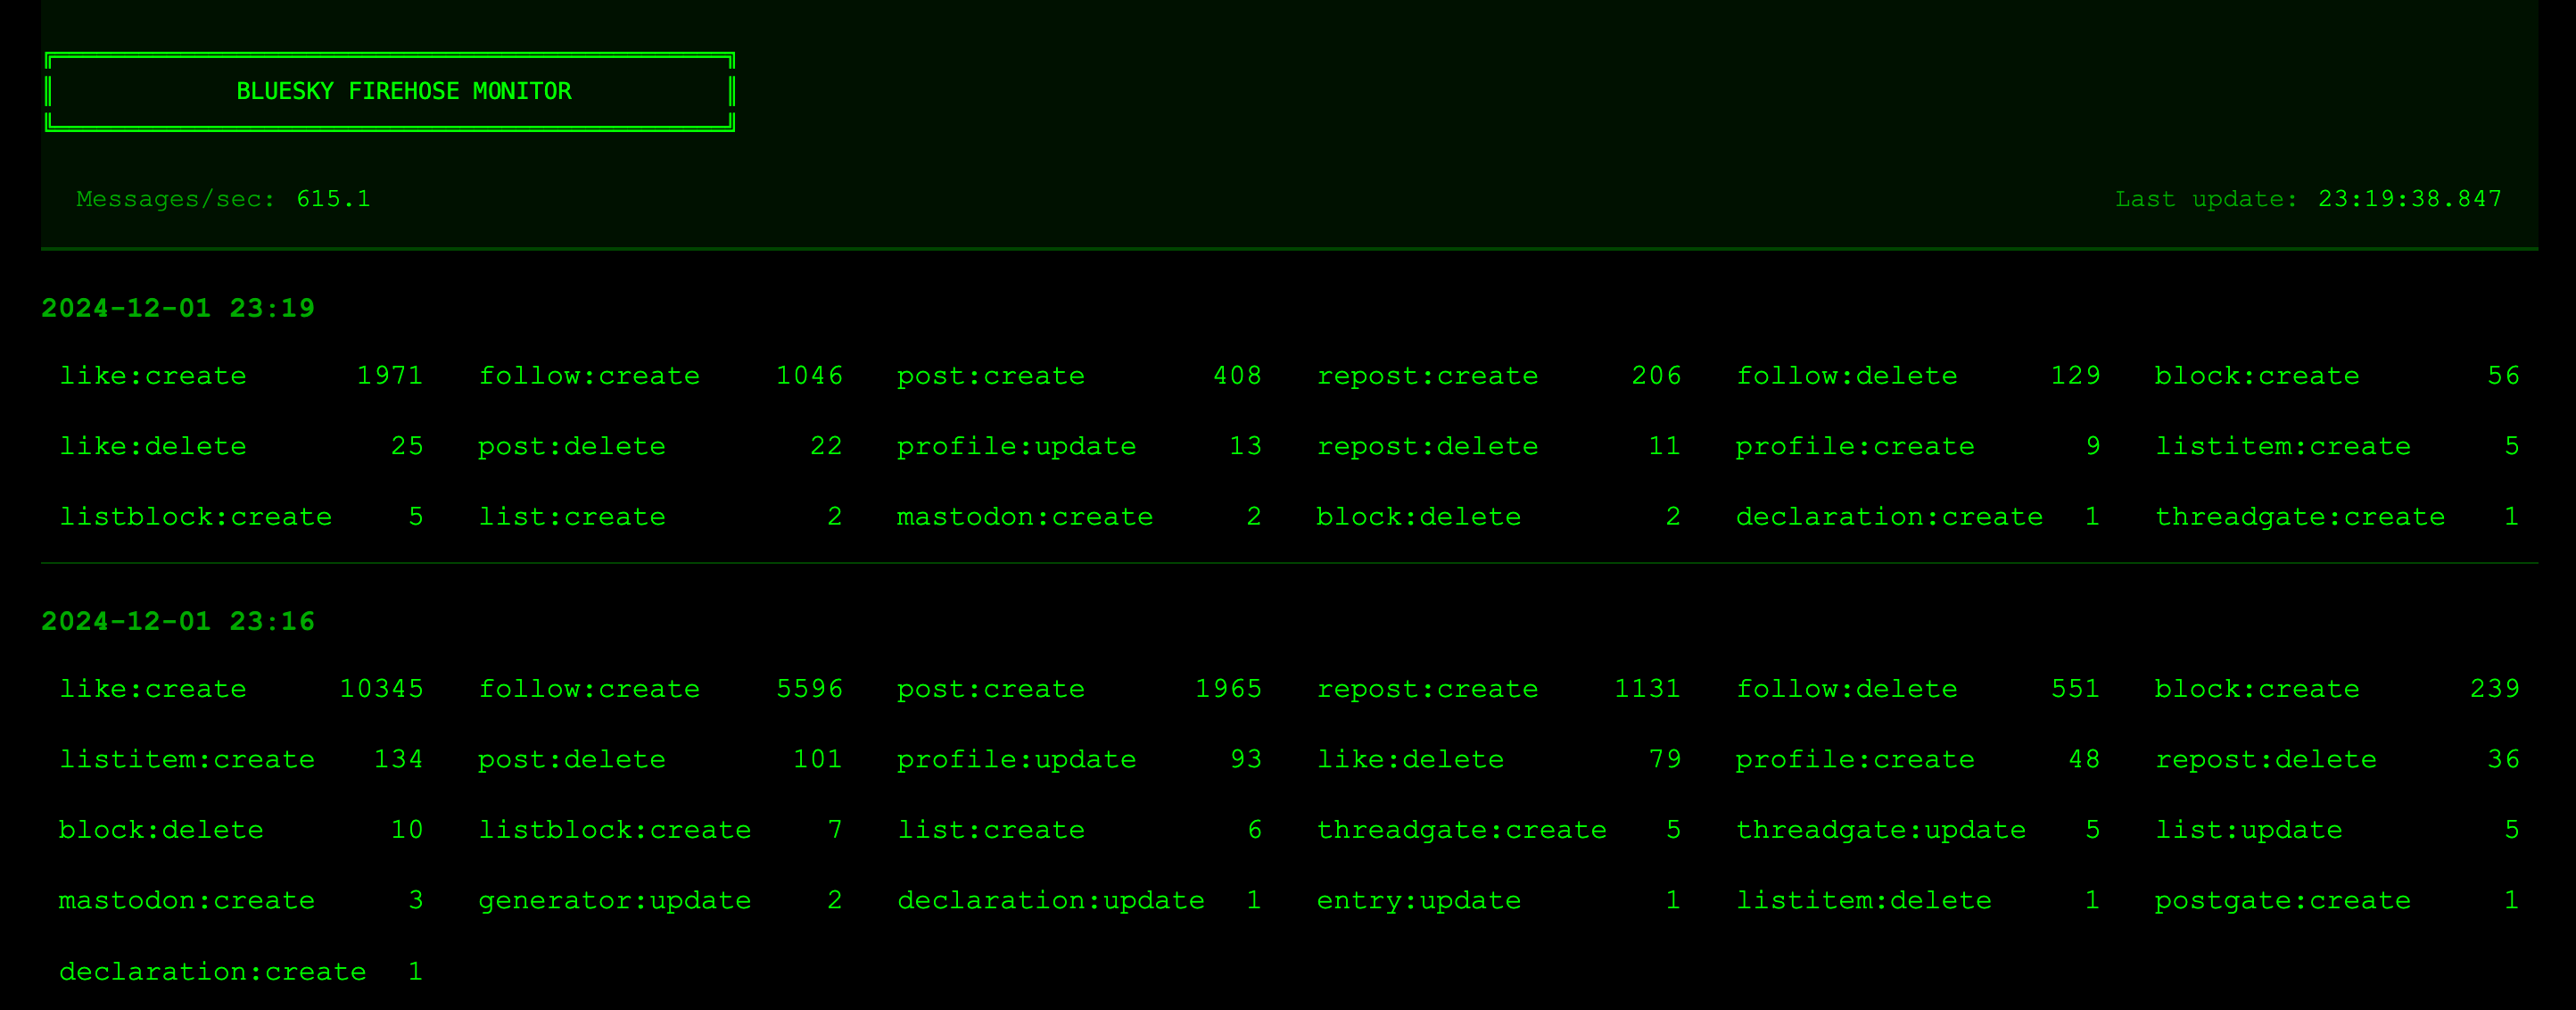 BLUESKY FIREHOSE MONITOR
Messages/sec: 615.1 Last update: 23:19:38.847
2024-12-01 23:19
like:create 1971 follow:create 1046 post:create 408 repost:create 206 follow:delete 129 block:create 56
like:delete 25 post:delete 22 profile:update 13 repost:delete 11 profile:create 9 listitem:create 5
listblock:create 5 list:create 2 mastodon:create 2 block:delete 2 declaration:create 1 threadgate:create 1
2024-12-01 23:16
like:create 10345 follow:create 5596 post:create 1965 repost:create 1131 follow:delete 551 block:create 239
listitem:create 134 post:delete 101 profile:update 93 like:delete 79 profile:create 48 repost:delete 36
block:delete 10 listblock:create 7 list:create 6 threadgate:create 5 threadgate:update 5 list:update 5
mastodon:create 3 generator:update 2 declaration:update 1 entry:update 1 listitem:delete 1 postgate:create 1
declaration:create 1